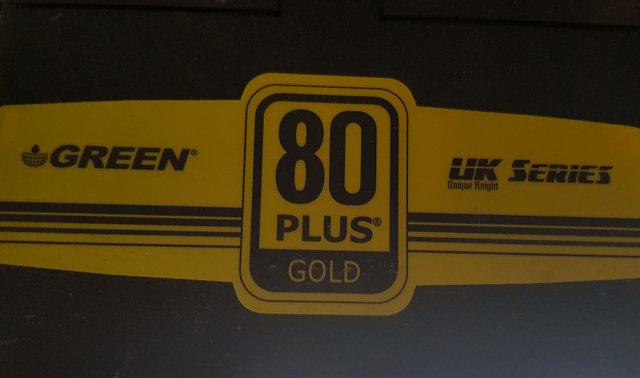 GREEN®
80
PLUS®
GOLD
UK SERIES
Unique Knight